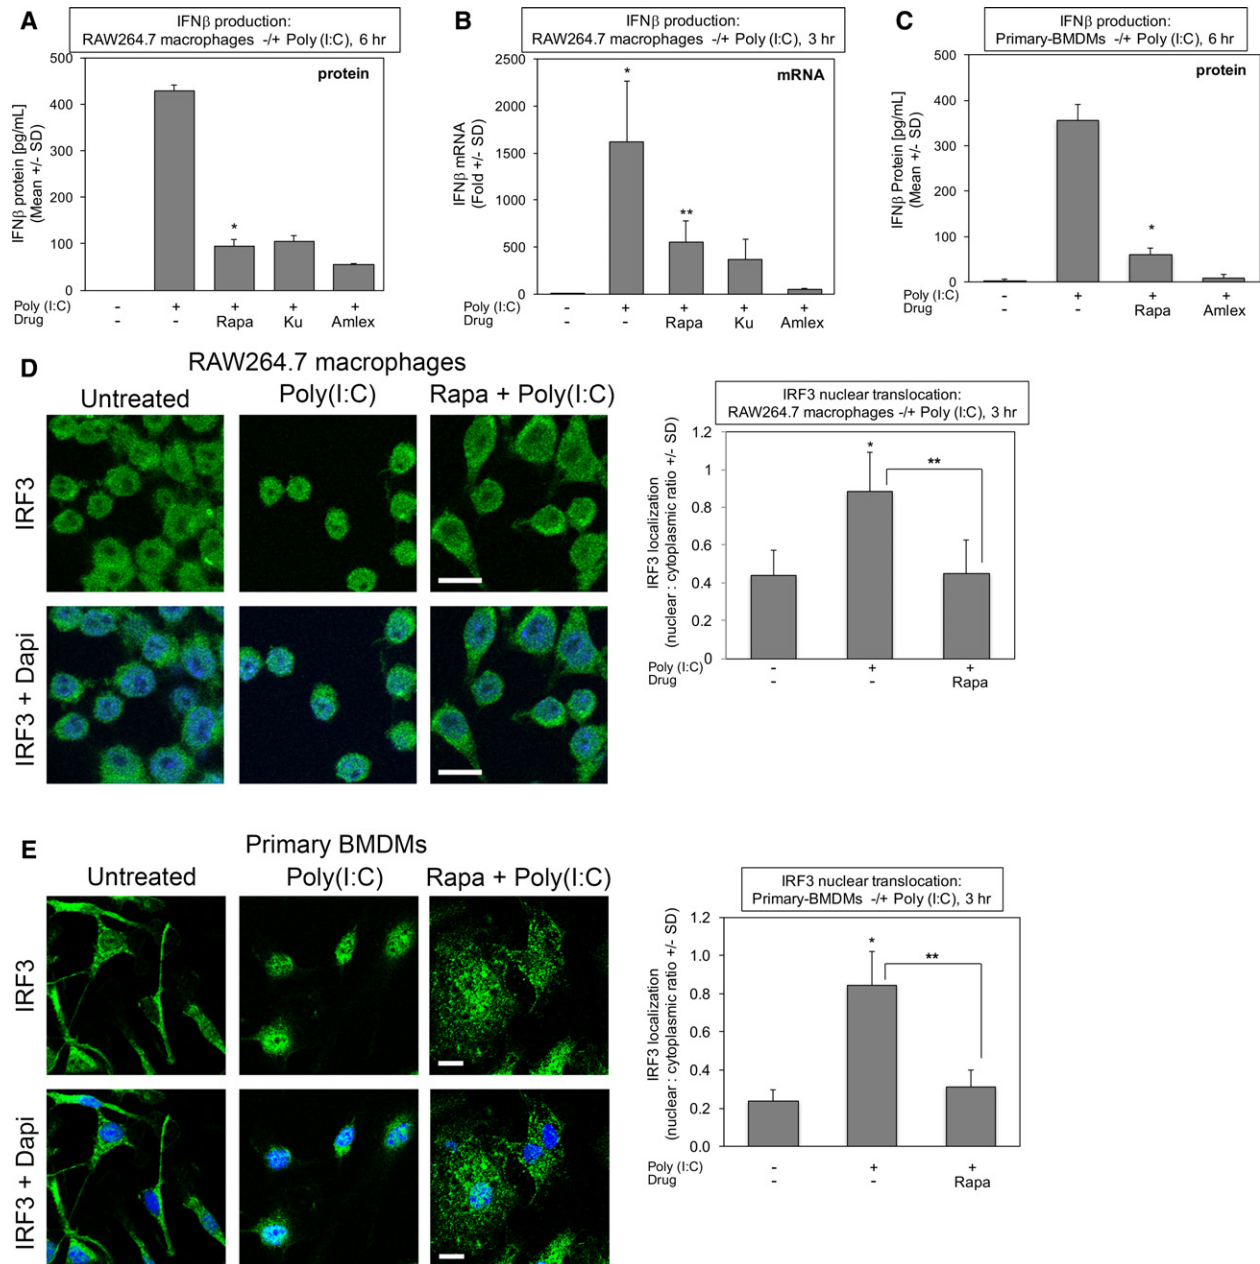 A
IFNβ production:
RAW264.7 macrophages -/+ Poly (I:C), 6 hr
protein
IFNβ protein [pg/mL]
(Mean +/- SD)
500
400
300
200
100
0
*
Poly (I:C) - + + + +
Drug - - Rapa Ku Amlex
B
IFNβ production:
RAW264.7 macrophages -/+ Poly (I:C), 3 hr
mRNA
IFNβ mRNA
(Fold +/- SD)
2500
2000
1500
1000
500
0
*
**
Poly (I:C) - + + + +
Drug - - Rapa Ku Amlex
C
IFNβ production:
Primary-BMDMs -/+ Poly (I:C), 6 hr
protein
IFNβ Protein [pg/mL]
(Mean +/- SD)
500
400
300
200
100
0
*
Poly (I:C) - + + +
Drug - - Rapa Amlex
D
RAW264.7 macrophages
Untreated Poly(I:C) Rapa + Poly(I:C)
IRF3
IRF3 + Dapi
IRF3 nuclear translocation:
RAW264.7 macrophages -/+ Poly (I:C), 3 hr
IRF3 localization
(nuclear : cytoplasmic ratio +/- SD)
1.2
1
0.8
0.6
0.4
0.2
0
*
**
Poly (I:C) - + +
Drug - - Rapa
E
Primary BMDMs
Untreated Poly(I:C) Rapa + Poly(I:C)
IRF3
IRF3 + Dapi
IRF3 nuclear translocation:
Primary-BMDMs -/+ Poly (I:C), 3 hr
IRF3 localization
(nuclear : cytoplasmic ratio +/- SD)
1.2
1.0
0.8
0.6
0.4
0.2
0.0
*
**
Poly (I:C) - + +
Drug - - Rapa